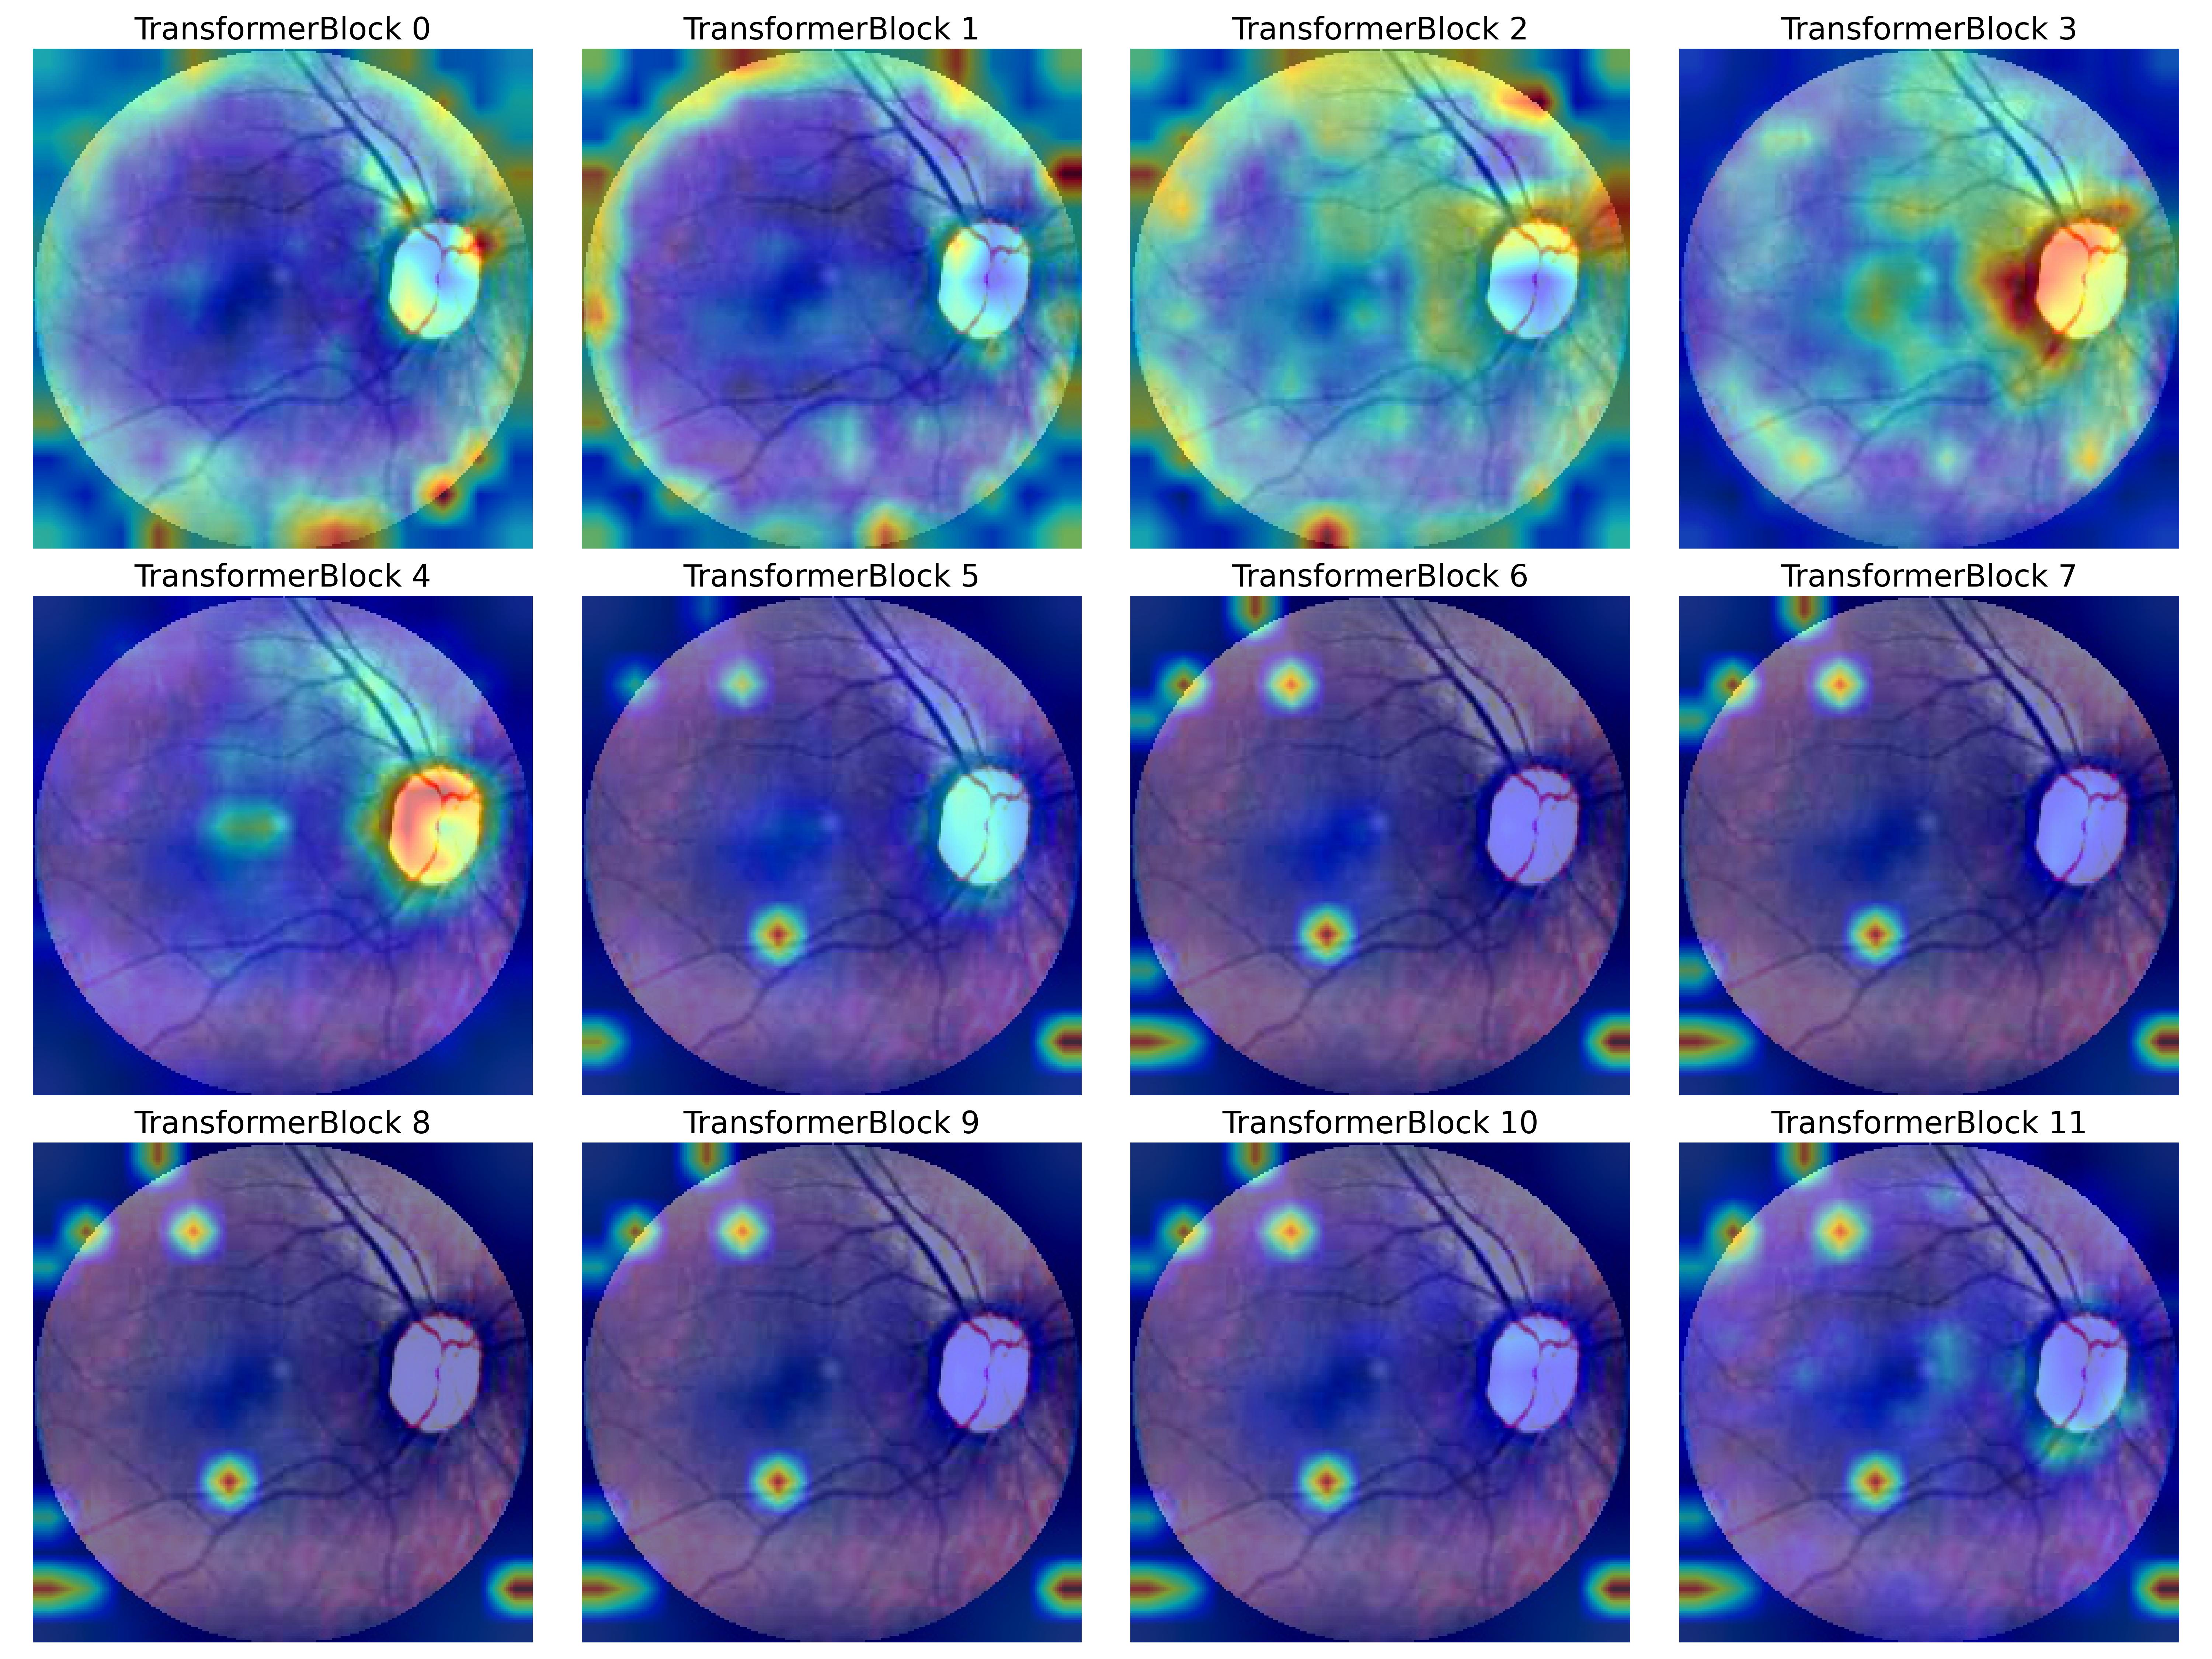 TransformerBlock 0
TransformerBlock 1
TransformerBlock 2
TransformerBlock 3
TransformerBlock 4
TransformerBlock 5
TransformerBlock 6
TransformerBlock 7
TransformerBlock 8
TransformerBlock 9
TransformerBlock 10
TransformerBlock 11